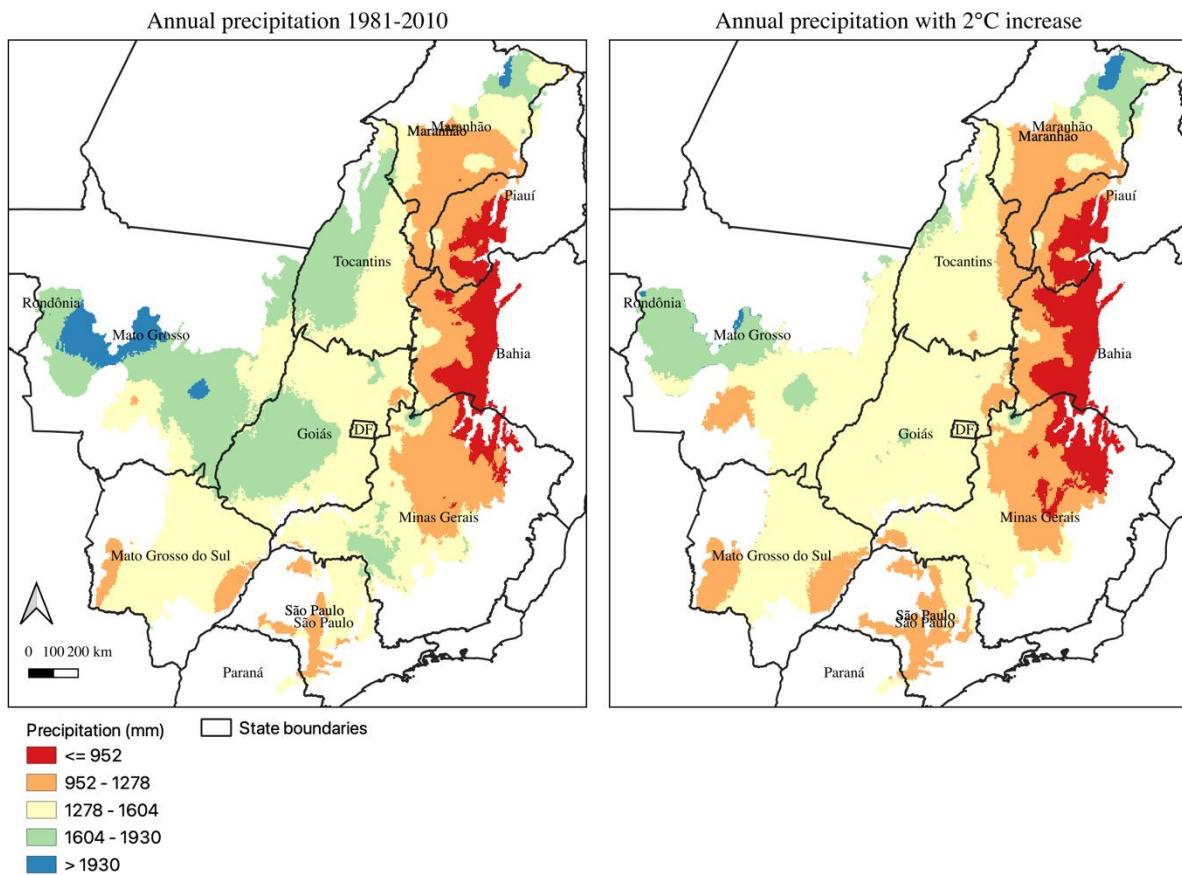 Annual precipitation 1981-2010
Annual precipitation with 2°C increase
Maranhão
Maranhão
Piauí
Tocantins
Rondônia
Mato Grosso
Bahia
Goiás
DF
Minas Gerais
Mato Grosso do Sul
São Paulo
São Paulo
Paraná
0 100 200 km
Maranhão
Maranhão
Piauí
Tocantins
Rondônia
Mato Grosso
Bahia
Goiás
DF
Minas Gerais
Mato Grosso do Sul
São Paulo
São Paulo
Paraná
Precipitation (mm)
State boundaries
<= 952
952 - 1278
1278 - 1604
1604 - 1930
> 1930